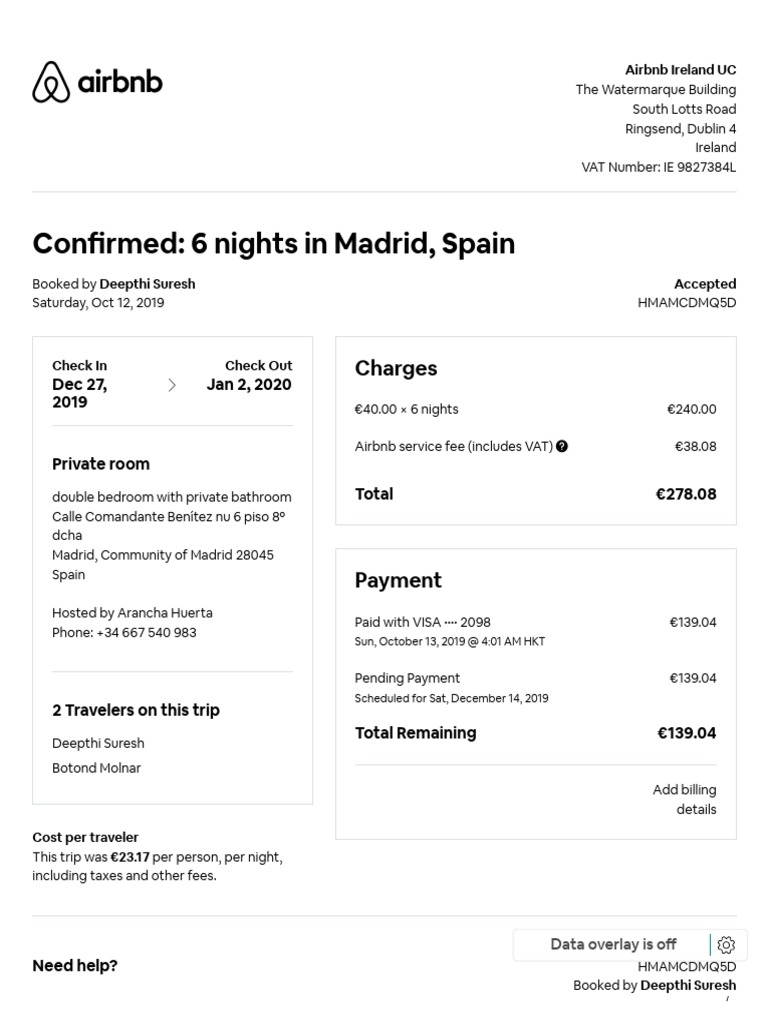 airbnb
Airbnb Ireland UC
The Watermarque Building
South Lotts Road
Ringsend, Dublin 4
Ireland
VAT Number: IE 9827384L
Confirmed: 6 nights in Madrid, Spain
Booked by Deepthi Suresh
Saturday, Oct 12, 2019
Accepted
HMAMCDMQ5D
Check In
Dec 27,
2019
Check Out
Jan 2, 2020
Private room
double bedroom with private bathroom
Calle Comandante Benítez nu 6 piso 8º
dcha
Madrid, Community of Madrid 28045
Spain
Hosted by Arancha Huerta
Phone: +34 667 540 983
2 Travelers on this trip
Deepthi Suresh
Botond Molnar
Cost per traveler
This trip was €23.17 per person, per night,
including taxes and other fees.
Charges
€40.00 × 6 nights €240.00
Airbnb service fee (includes VAT) ? €38.08
Total €278.08
Payment
Paid with VISA •••• 2098 €139.04
Sun, October 13, 2019 @ 4:01 AM HKT
Pending Payment €139.04
Scheduled for Sat, December 14, 2019
Total Remaining €139.04
Add billing
details
Data overlay is off
Need help?
HMAMCDMQ5D
Booked by Deepthi Suresh